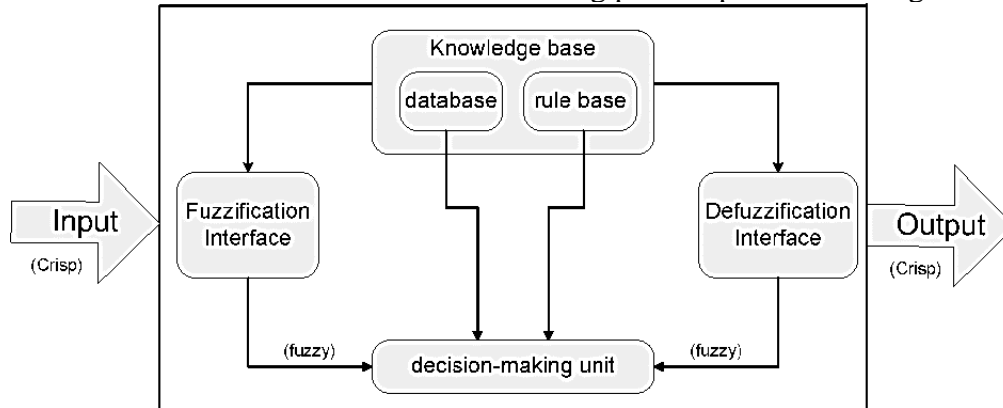 Knowledge base
database
rule base
Input
(Crisp)
Fuzzification
Interface
Defuzzification
Interface
Output
(Crisp)
(fuzzy)
decision-making unit
(fuzzy)